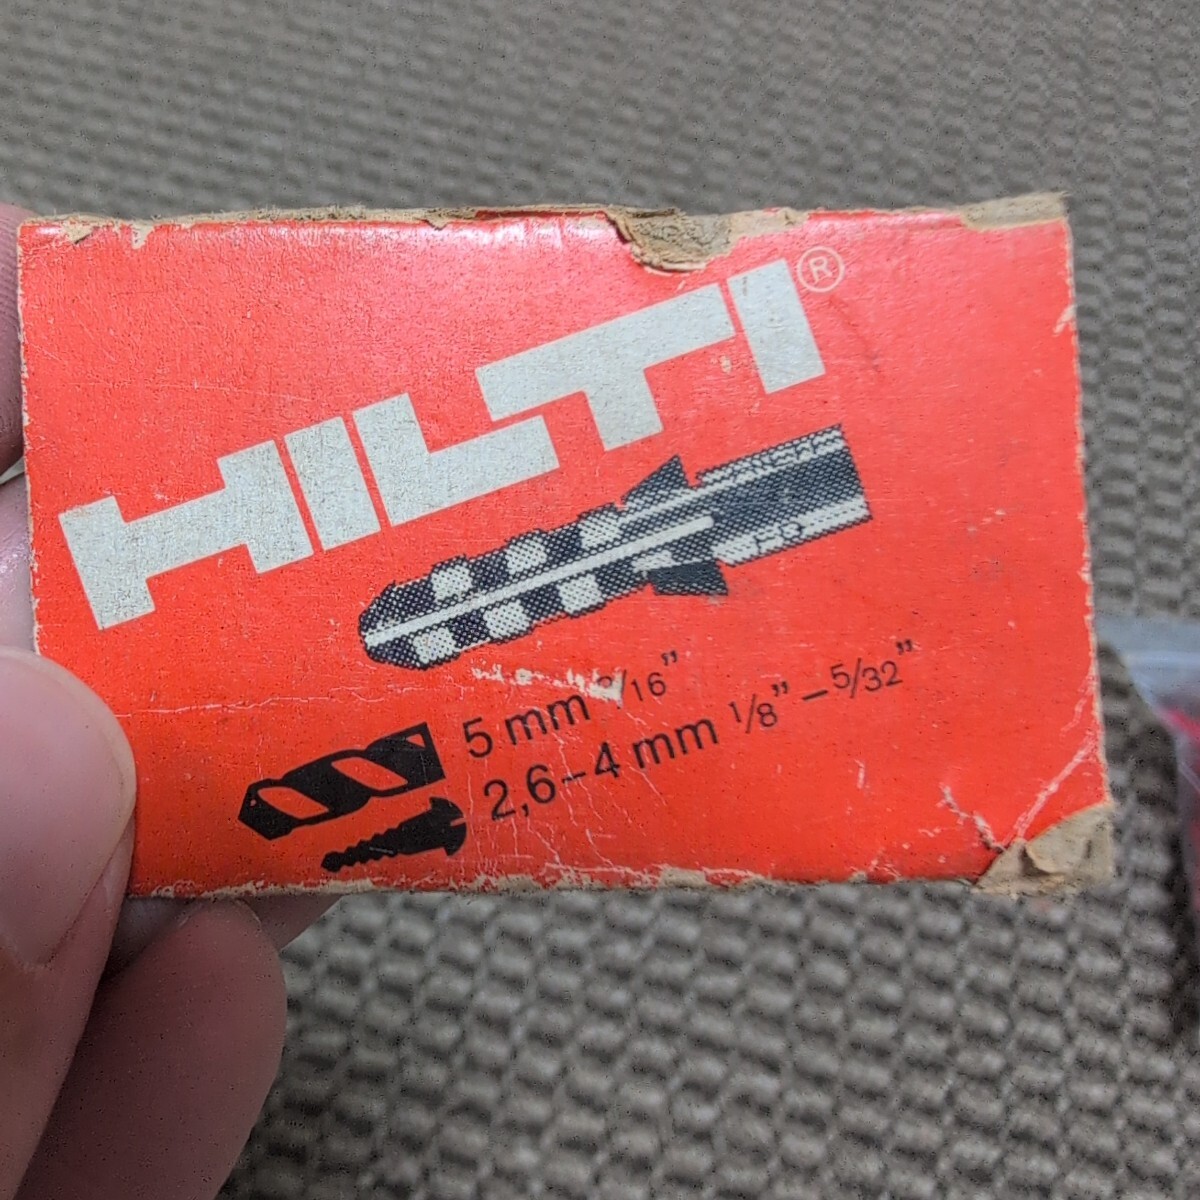 HILTI®
5 mm 3/16"
2,6–4 mm 1/8"–5/32"